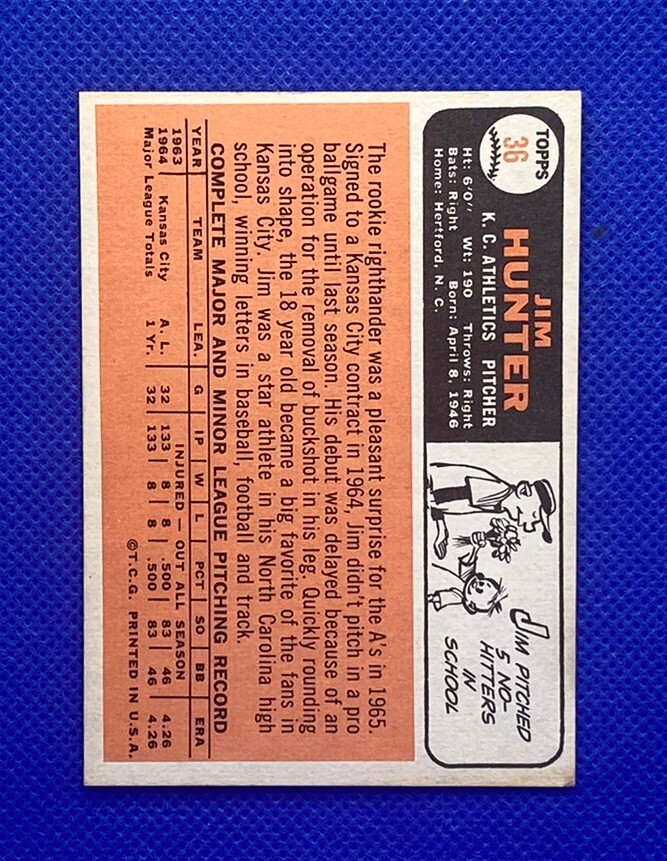 TOPPS
36
JIM
HUNTER
K. C. ATHLETICS PITCHER
Ht: 6'0" Wt: 190 Throws: Right
Bats: Right Born: April 8, 1946
Home: Hertford, N. C.
JIM PITCHED
5 NO-
HITTERS
IN
SCHOOL
The rookie righthander was a pleasant surprise for the A's in 1965.
Signed to a Kansas City contract in 1964, Jim didn't pitch in a pro
ballgame until last season. His debut was delayed because of an
operation for the removal of buckshot in his leg. Quickly rounding
into shape, the 18 year old became a big favorite of the fans in
Kansas City. Jim was a star athlete in his North Carolina high
school, winning letters in baseball, football and track.
COMPLETE MAJOR AND MINOR LEAGUE PITCHING RECORD
YEAR TEAM LEA. G IP W L PCT SO BB ERA
1963 INJURED — OUT ALL SEASON
1964 Kansas City A. L. 32 133 8 8 .500 83 46 4.26
Major League Totals 1 Yr. 32 133 8 8 .500 83 46 4.26
©T.C.G. PRINTED IN U.S.A.